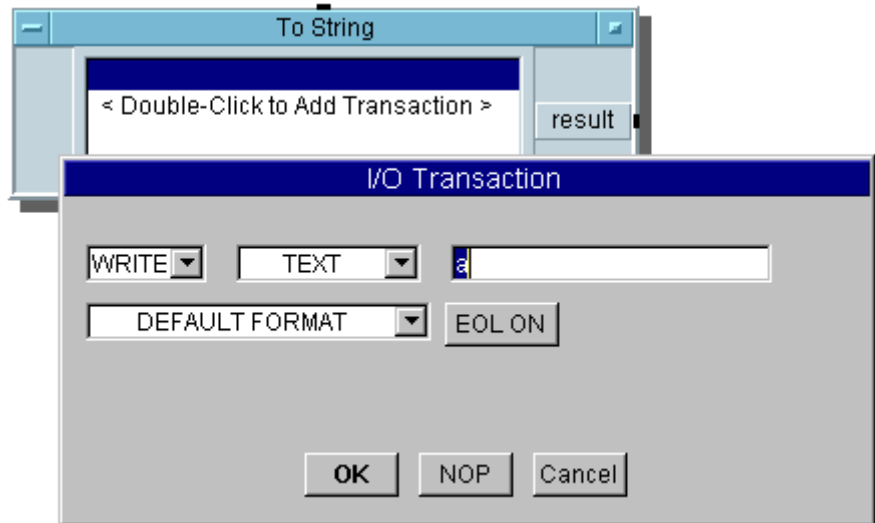 To String
< Double-Click to Add Transaction >
result
I/O Transaction
WRITE TEXT a
DEFAULT FORMAT EOL ON
OK NOP Cancel